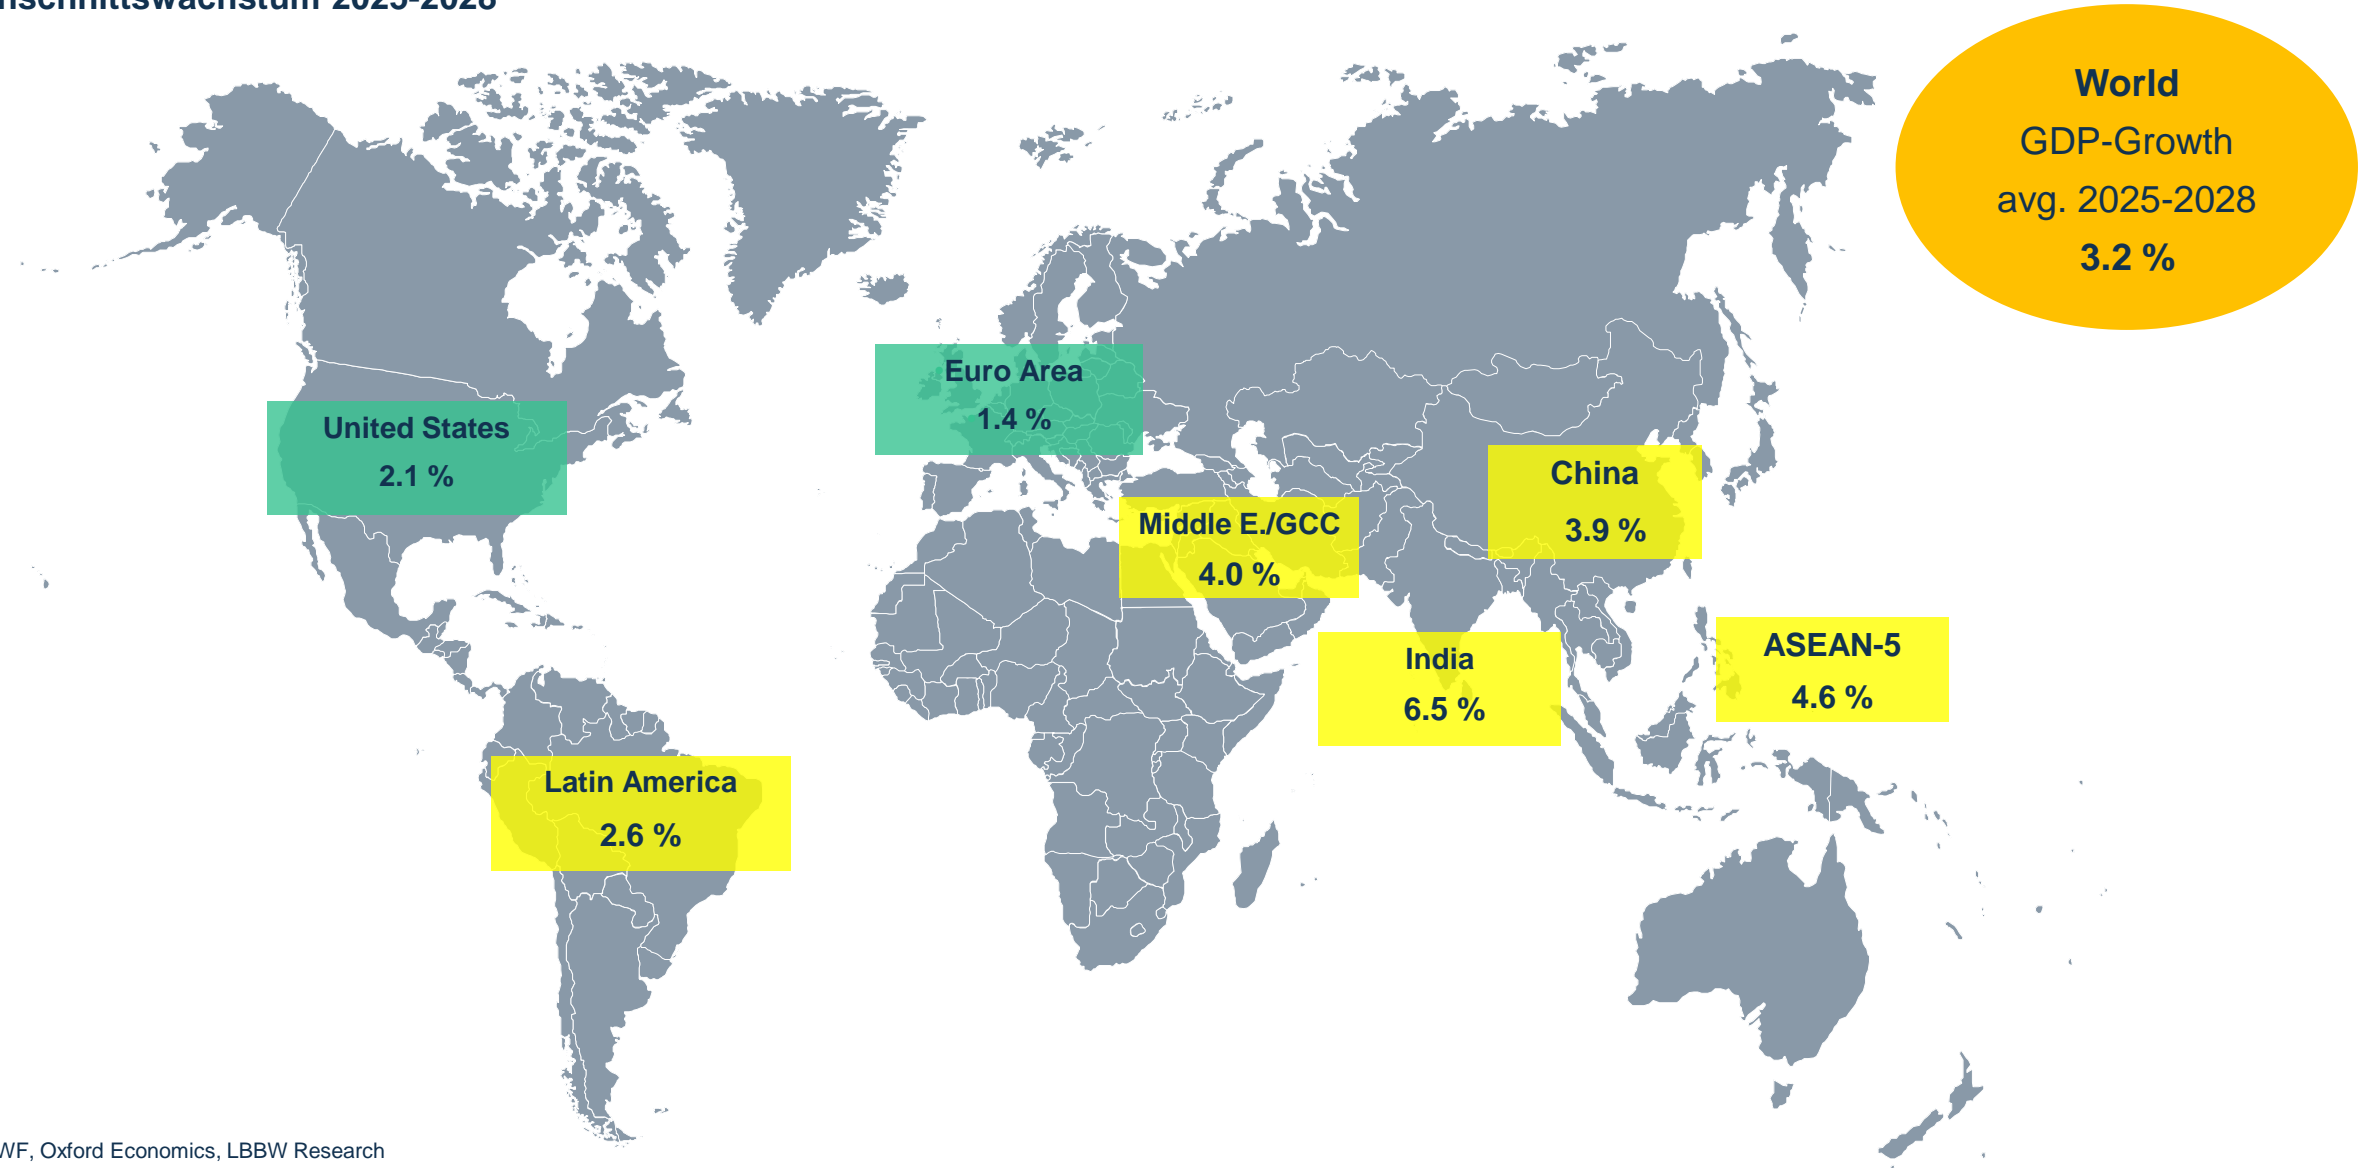 2025-2028
World
GDP-Growth
avg. 2025-2028
3.2 %
Euro Area
1.4 %
United States
2.1 %
China
3.9 %
Middle E./GCC
4.0 %
ASEAN-5
4.6 %
India
6.5 %
Latin America
2.6 %
WF, Oxford Economics, LBBW Research